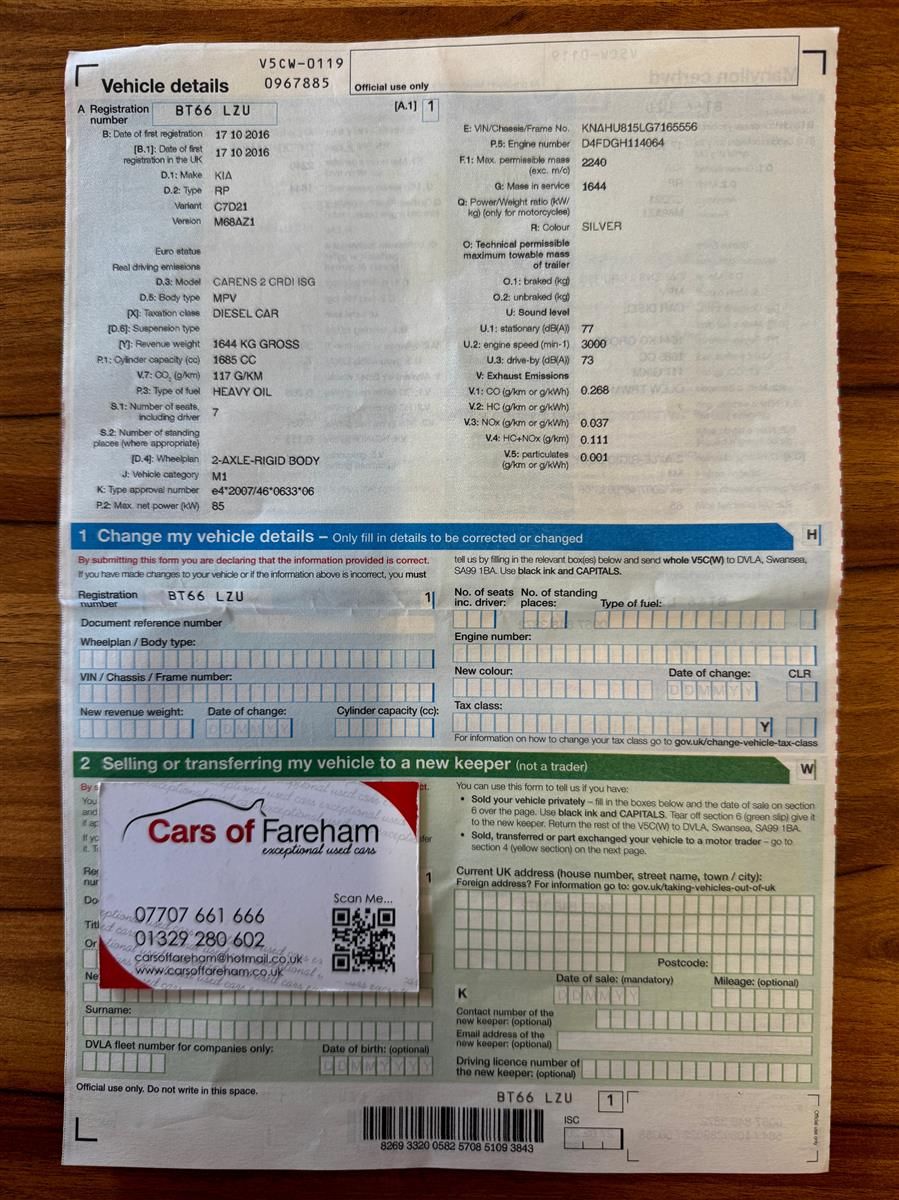 V5CW-0119
Vehicle details
0967885
Official use only
A Registration number
BT66 LZU
[A.1] 1
B: Date of first registration 17 10 2016
[B.1]: Date of first registration in the UK 17 10 2016
D.1: Make KIA
D.2: Type RP
Variant C7D21
Version M68AZ1
Euro status
Real driving emissions
D.3: Model CARENS 2 CRDI ISG
D.5: Body type MPV
[X]: Taxation class DIESEL CAR
[D.6]: Suspension type
[Y]: Revenue weight 1644 KG GROSS
P.1: Cylinder capacity (cc) 1685 CC
V.7: CO₂ (g/km) 117 G/KM
P.3: Type of fuel HEAVY OIL
S.1: Number of seats, including driver 7
S.2: Number of standing places (where appropriate)
[D.4]: Wheelplan 2-AXLE-RIGID BODY
J: Vehicle category M1
K: Type approval number e4*2007/46*0633*06
P.2: Max. net power (kW) 85
E: VIN/Chassis/Frame No. KNAHU815LG7165556
P.5: Engine number D4FDGH114064
F.1: Max. permissible mass (exc. m/c) 2240
G: Mass in service 1644
Q: Power/Weight ratio (kW/kg) (only for motorcycles)
R: Colour SILVER
O: Technical permissible maximum towable mass of trailer
O.1: braked (kg)
O.2: unbraked (kg)
U: Sound level
U.1: stationary (dB(A)) 77
U.2: engine speed (min-1) 3000
U.3: drive-by (dB(A)) 73
V: Exhaust Emissions
V.1: CO (g/km or g/kWh) 0.268
V.2: HC (g/km or g/kWh)
V.3: NOx (g/km or g/kWh) 0.037
V.4: HC+NOx (g/km) 0.111
V.5: particulates (g/km or g/kWh) 0.001
1 Change my vehicle details – Only fill in details to be corrected or changed
H
By submitting this form you are declaring that the information provided is correct.
If you have made changes to your vehicle or if the information above is incorrect, you must
tell us by filling in the relevant box(es) below and send whole V5C(W) to DVLA, Swansea,
SA99 1BA. Use black ink and CAPITALS.
Registration number
BT66 LZU
1
Document reference number
Wheelplan / Body type:
VIN / Chassis / Frame number:
New revenue weight:
Date of change:
DDMMYY
Cylinder capacity (cc):
No. of seats inc. driver:
No. of standing places:
Type of fuel:
Engine number:
New colour:
Date of change:
DDMMYY
CLR
Tax class:
Y
For information on how to change your tax class go to gov.uk/change-vehicle-tax-class
2 Selling or transferring my vehicle to a new keeper (not a trader)
W
Cars of Fareham
exceptional used cars
Scan Me...
07707 661 666
01329 280 602
carsoffareham@hotmail.co.uk
www.carsoffareham.co.uk
1
Surname:
DVLA fleet number for companies only:
Date of birth: (optional)
DDMMYYYY
You can use this form to tell us if you have:
• Sold your vehicle privately – fill in the boxes below and the date of sale on section
6 over the page. Use black ink and CAPITALS. Tear off section 6 (green slip) give it
to the new keeper. Return the rest of the V5C(W) to DVLA, Swansea, SA99 1BA.
• Sold, transferred or part exchanged your vehicle to a motor trader – go to
section 4 (yellow section) on the next page.
Current UK address (house number, street name, town / city):
Foreign address? For information go to: gov.uk/taking-vehicles-out-of-uk
Postcode:
Date of sale: (mandatory)
DDMMYY
Mileage: (optional)
K
Contact number of the new keeper: (optional)
Email address of the new keeper: (optional)
Driving licence number of the new keeper: (optional)
Official use only. Do not write in this space.
BT66 LZU
1
ISC
8269 3320 0582 5708 5109 3843
Official use only